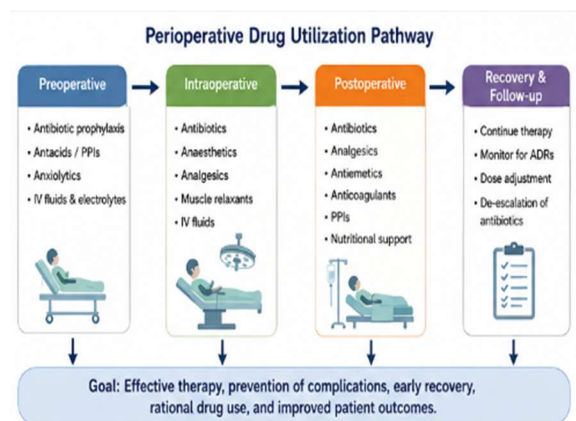 Perioperative Drug Utilization Pathway
Preoperative
• Antibiotic prophylaxis
• Antacids / PPIs
• Anxiolytics
• IV fluids & electrolytes
Intraoperative
• Antibiotics
• Anaesthetics
• Analgesics
• Muscle relaxants
• IV fluids
Postoperative
• Antibiotics
• Analgesics
• Antiemetics
• Anticoagulants
• PPIs
• Nutritional support
Recovery &
Follow-up
• Continue therapy
• Monitor for ADRs
• Dose adjustment
• De-escalation of
antibiotics
Goal: Effective therapy, prevention of complications, early recovery,
rational drug use, and improved patient outcomes.